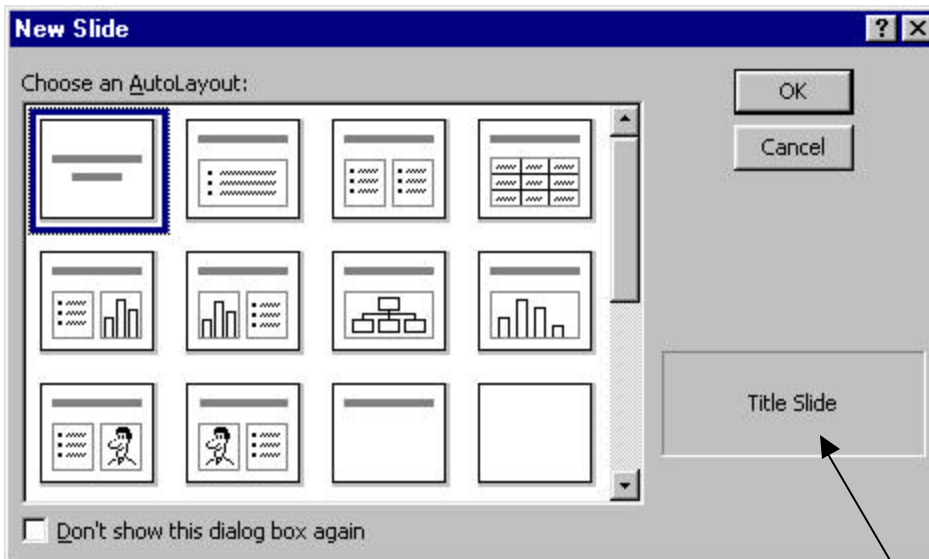 New Slide
Choose an AutoLayout:
OK
Cancel
Title Slide
Don't show this dialog box again